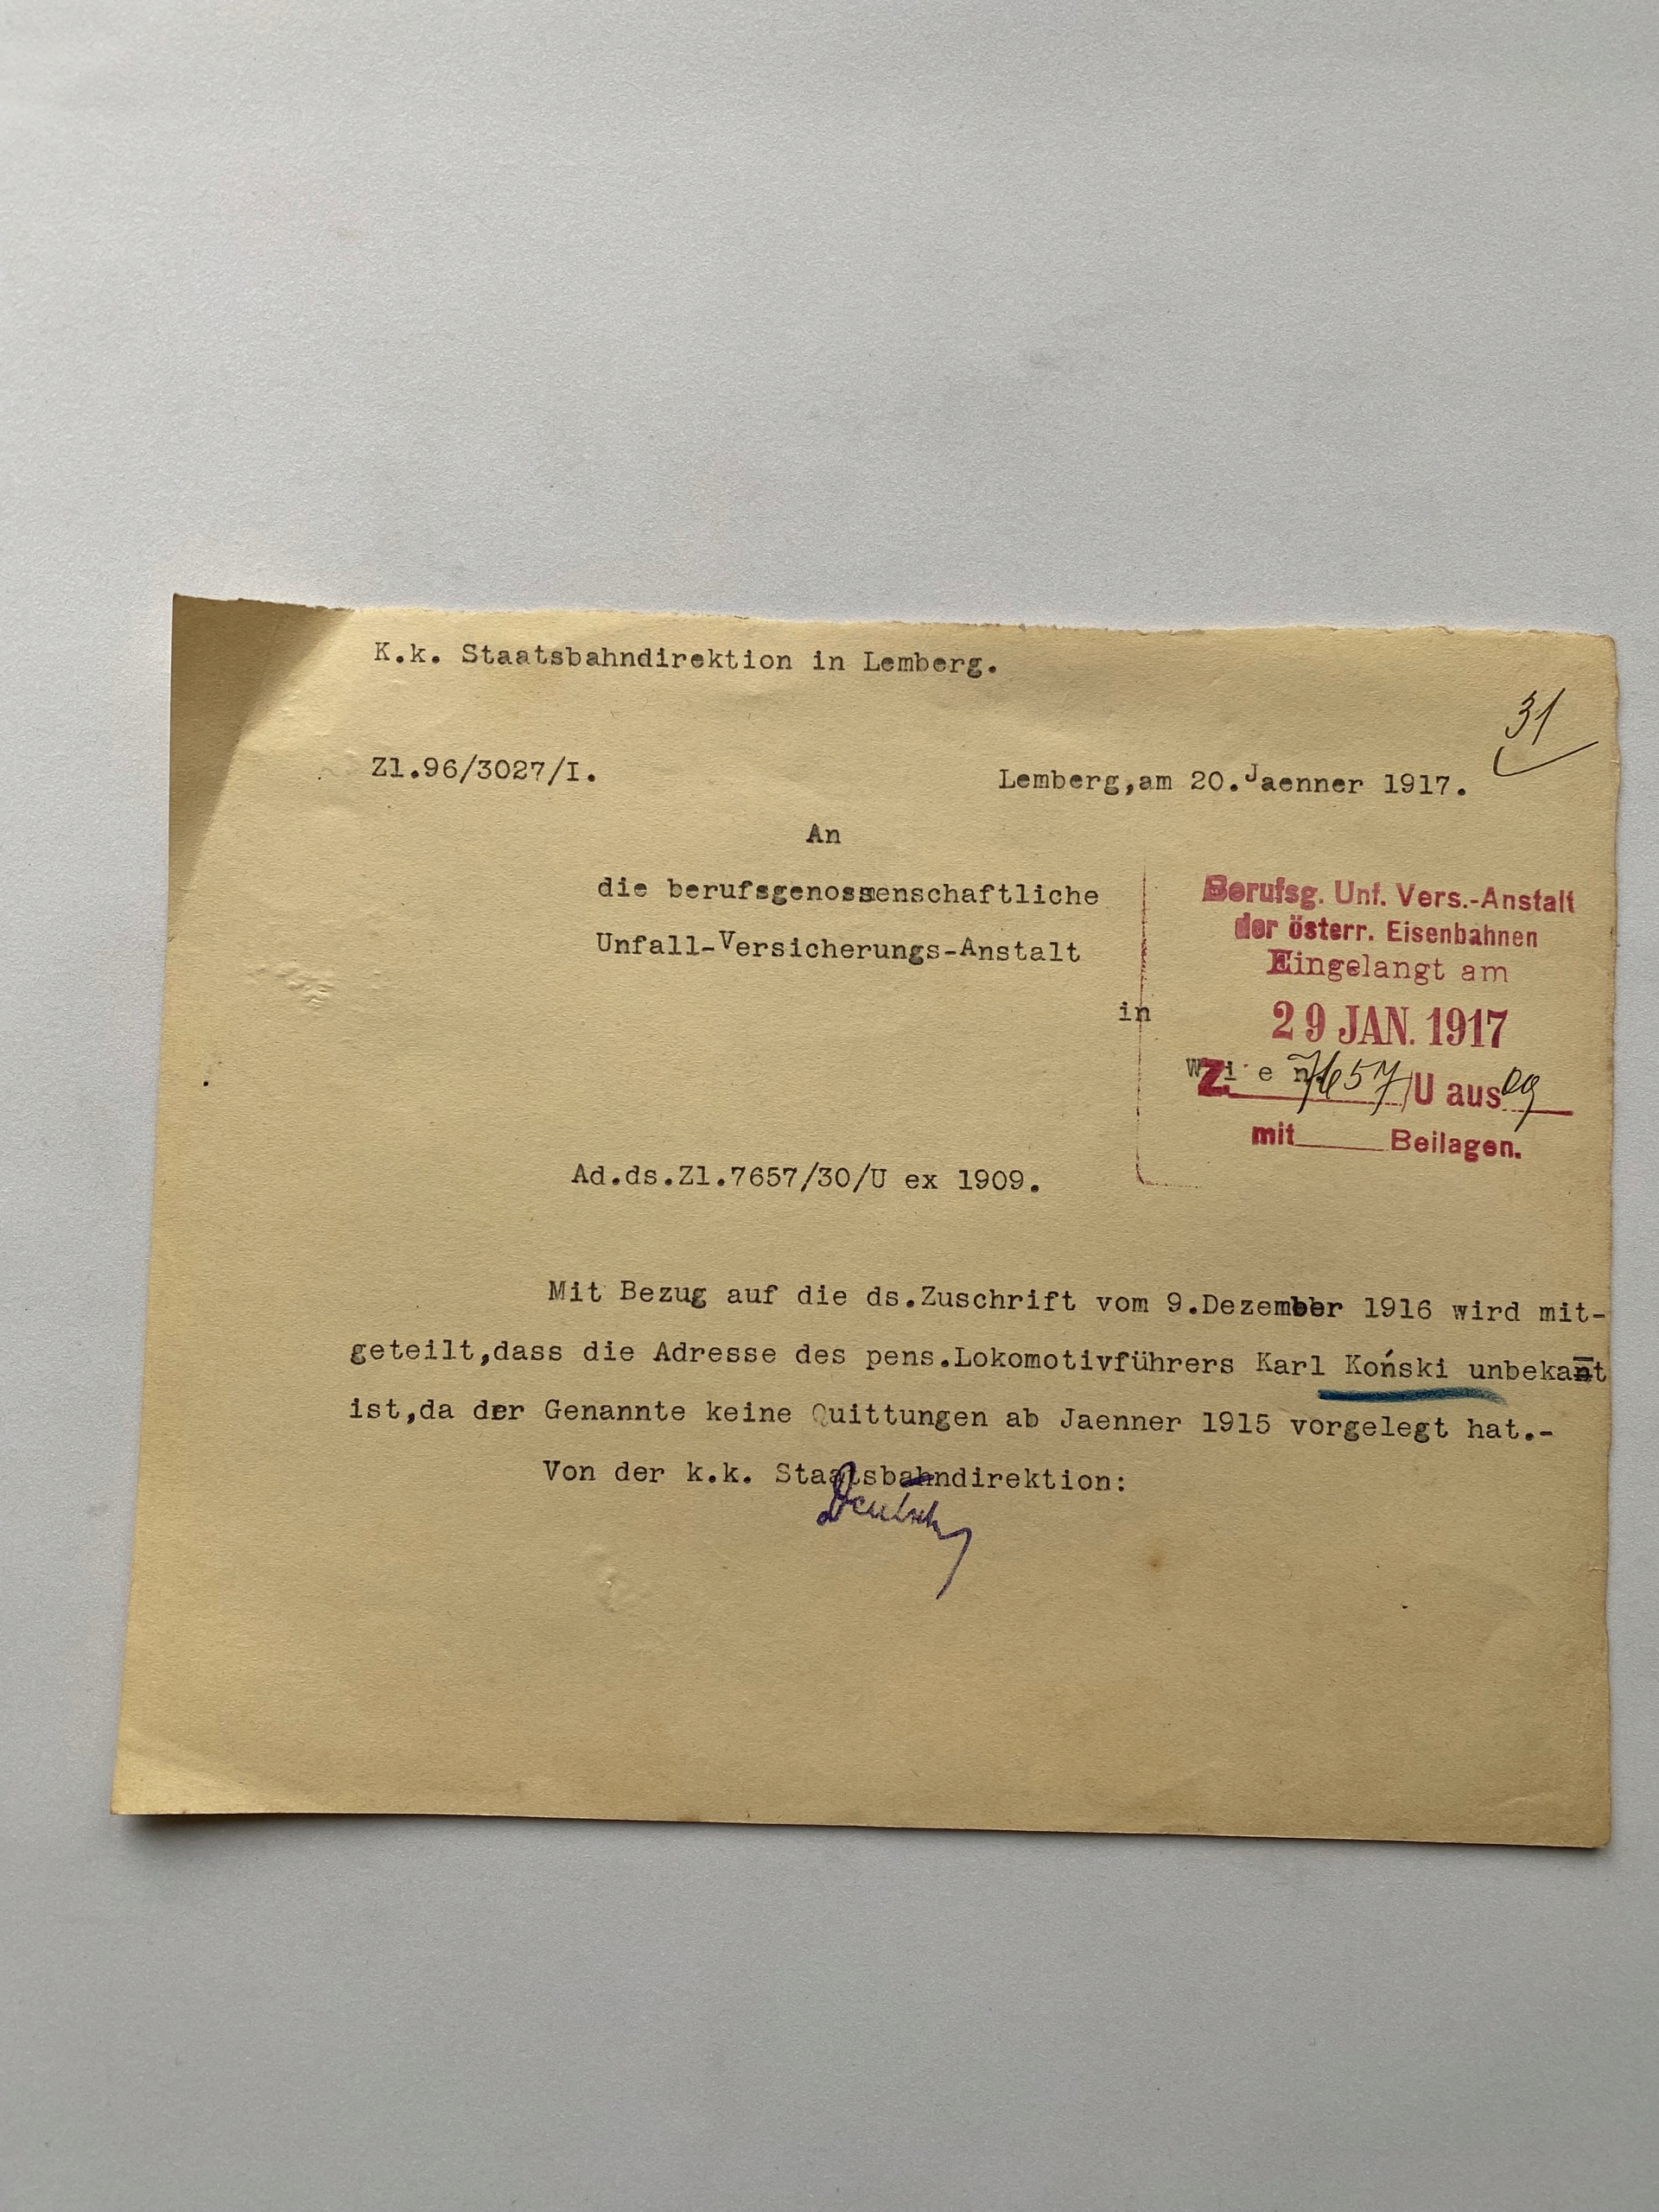 K.k. Staatsbahndirektion in Lemberg.
31
Zl.96/3027/I.
Lemberg,am 20.Jaenner 1917.
An
die berufsgenossenschaftliche
Unfall-Versicherungs-Anstalt
in
Wien.
Berufsg. Unf. Vers.-Anstalt
der österr. Eisenbahnen
Eingelangt am
29 JAN. 1917
Z. 7657/U aus 09
mit Beilagen.
Ad.ds.Zl.7657/30/U ex 1909.
Mit Bezug auf die ds.Zuschrift vom 9.Dezember 1916 wird mit-
geteilt,dass die Adresse des pens.Lokomotivführers Karl Koński unbekan̅t
ist,da der Genannte keine Quittungen ab Jaenner 1915 vorgelegt hat.-
Von der k.k. Staatsbahndirektion: